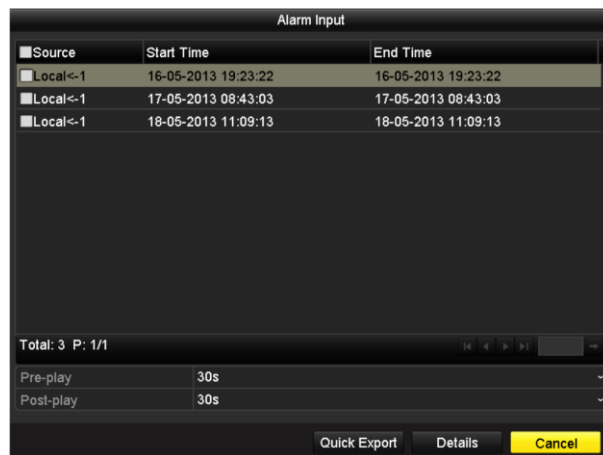 Alarm Input
Source Start Time End Time
Local<-1 16-05-2013 19:23:22 16-05-2013 19:23:22
Local<-1 17-05-2013 08:43:03 17-05-2013 08:43:03
Local<-1 18-05-2013 11:09:13 18-05-2013 11:09:13
Total: 3 P: 1/1
Pre-play 30s
Post-play 30s
Quick Export Details Cancel